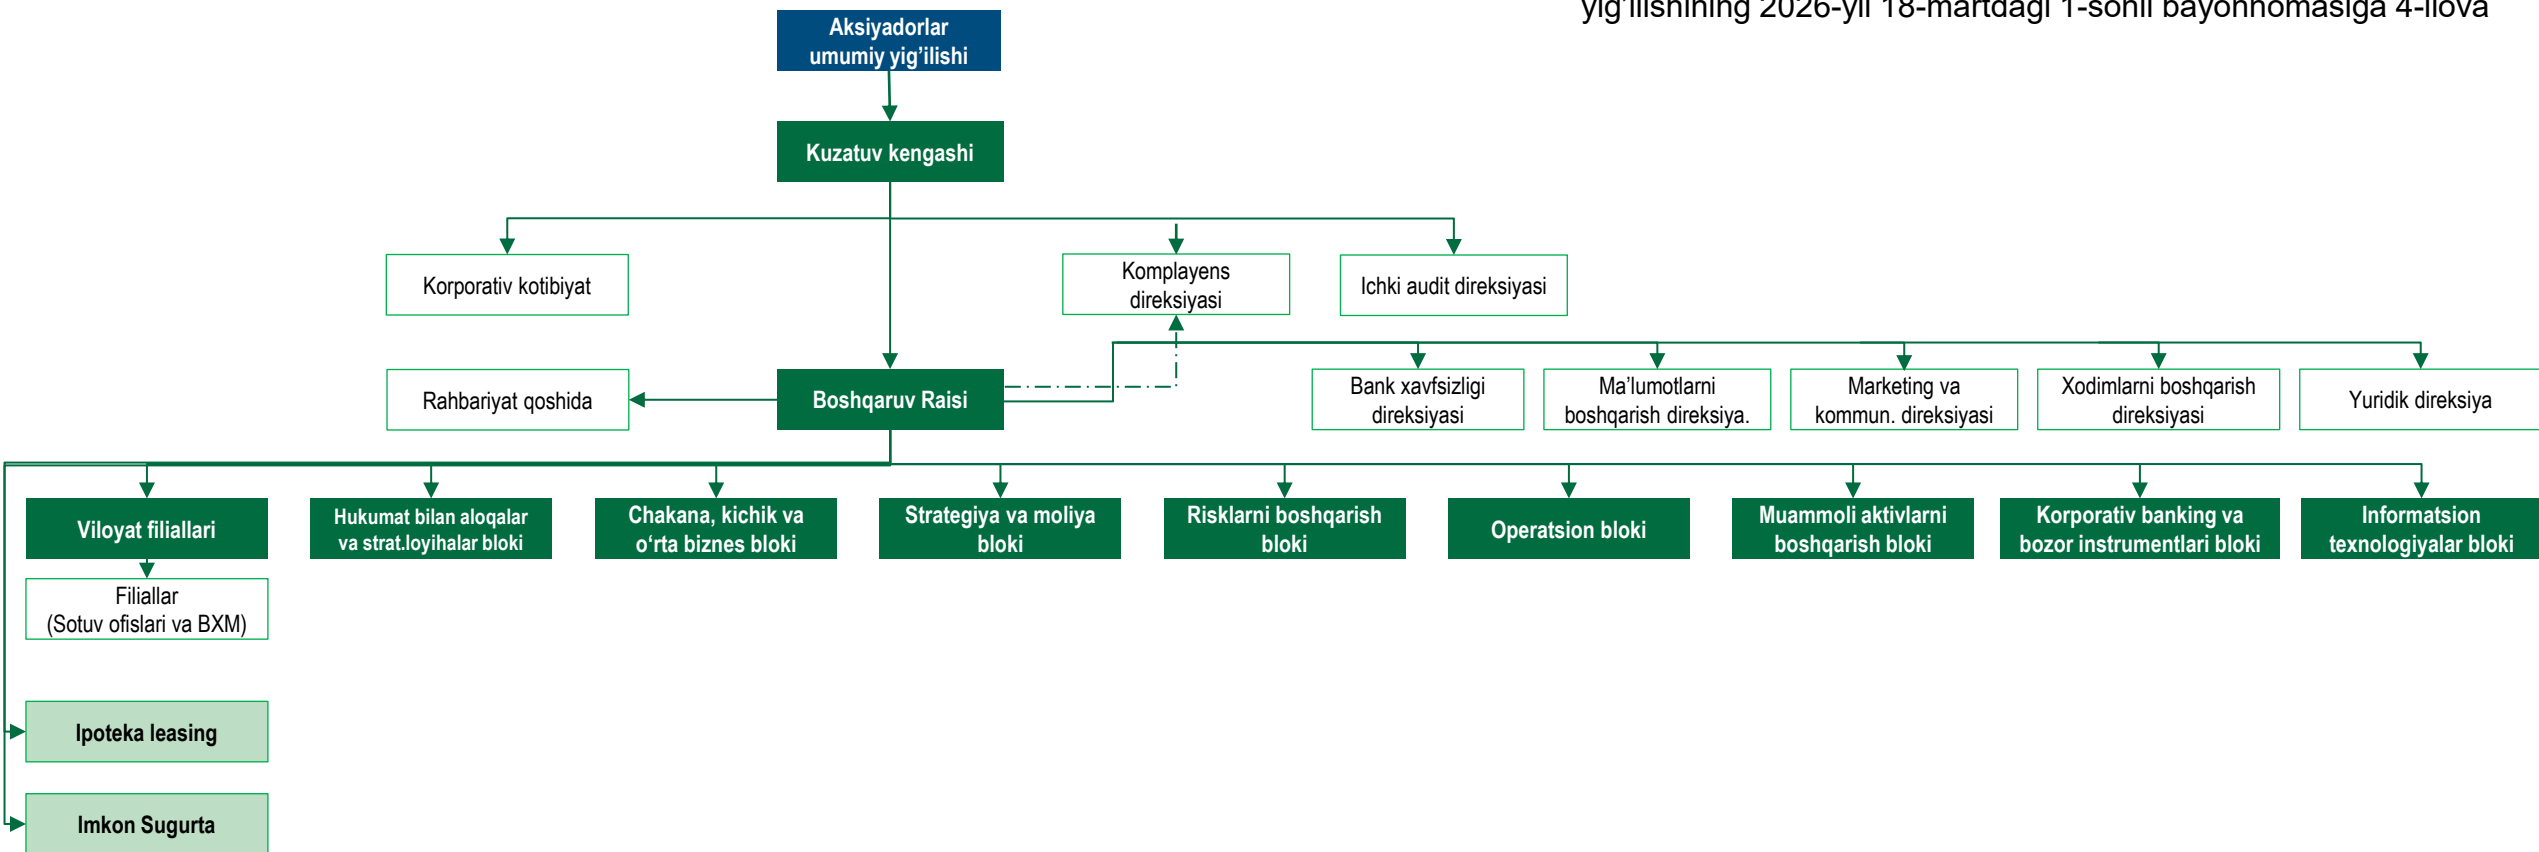 yig'ilishining 2026-yil 18-martdagi 1-sonli bayonnomasiga 4-ilova
Aksiyadorlar
umumiy yig’ilishi
Kuzatuv kengashi
Korporativ kotibiyat
Komplayens
direksiyasi
Ichki audit direksiyasi
Rahbariyat qoshida
Boshqaruv Raisi
Bank xavfsizligi
direksiyasi
Ma’lumotlarni
boshqarish direksiya.
Marketing va
kommun. direksiyasi
Xodimlarni boshqarish
direksiyasi
Yuridik direksiya
Viloyat filiallari
Hukumat bilan aloqalar
va strat.loyihalar bloki
Chakana, kichik va
o‘rta biznes bloki
Strategiya va moliya
bloki
Risklarni boshqarish
bloki
Operatsion bloki
Muammoli aktivlarni
boshqarish bloki
Korporativ banking va
bozor instrumentlari bloki
Informatsion
texnologiyalar bloki
Filiallar
(Sotuv ofislari va BXM)
Ipoteka leasing
Imkon Sugurta